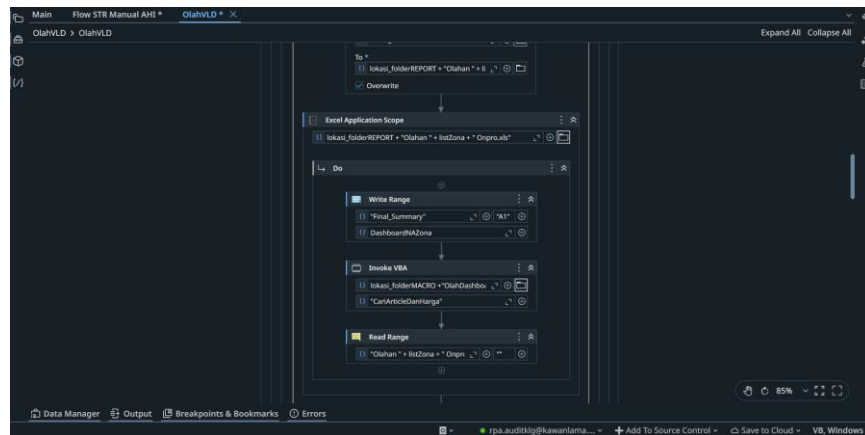 Main Flow STR Manual AHI * OlahVLD *
OlahVLD > OlahVLD Expand All Collapse All
To *
lokasi_folderREPORT + "Olahan " + li
Overwrite
Excel Application Scope
lokasi_folderREPORT + "Olahan " + listZona + " Onpro.xls"
Do
Write Range
"Final_Summary" "A1"
DashboardNAZona
Invoke VBA
lokasi_folderMACRO +"OlahDashbo
"CariArticleDanHarga"
Read Range
"Olahan " + listZona + " Onpn ""
85%
Data Manager Output Breakpoints & Bookmarks Errors
rpa.auditklg@kawanlama.... Add To Source Control Save to Cloud VB, Windows